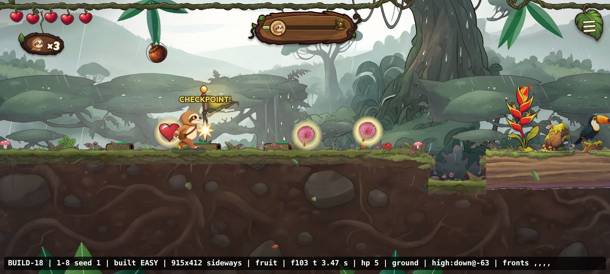 ×3
CHECKPOINT!
BUILD-18 | 1-8 seed 1 | built EASY | 915x412 sideways | fruit | f103 t 3.47 s | hp 5 | ground | high:down@-63 | fronts ,,,,